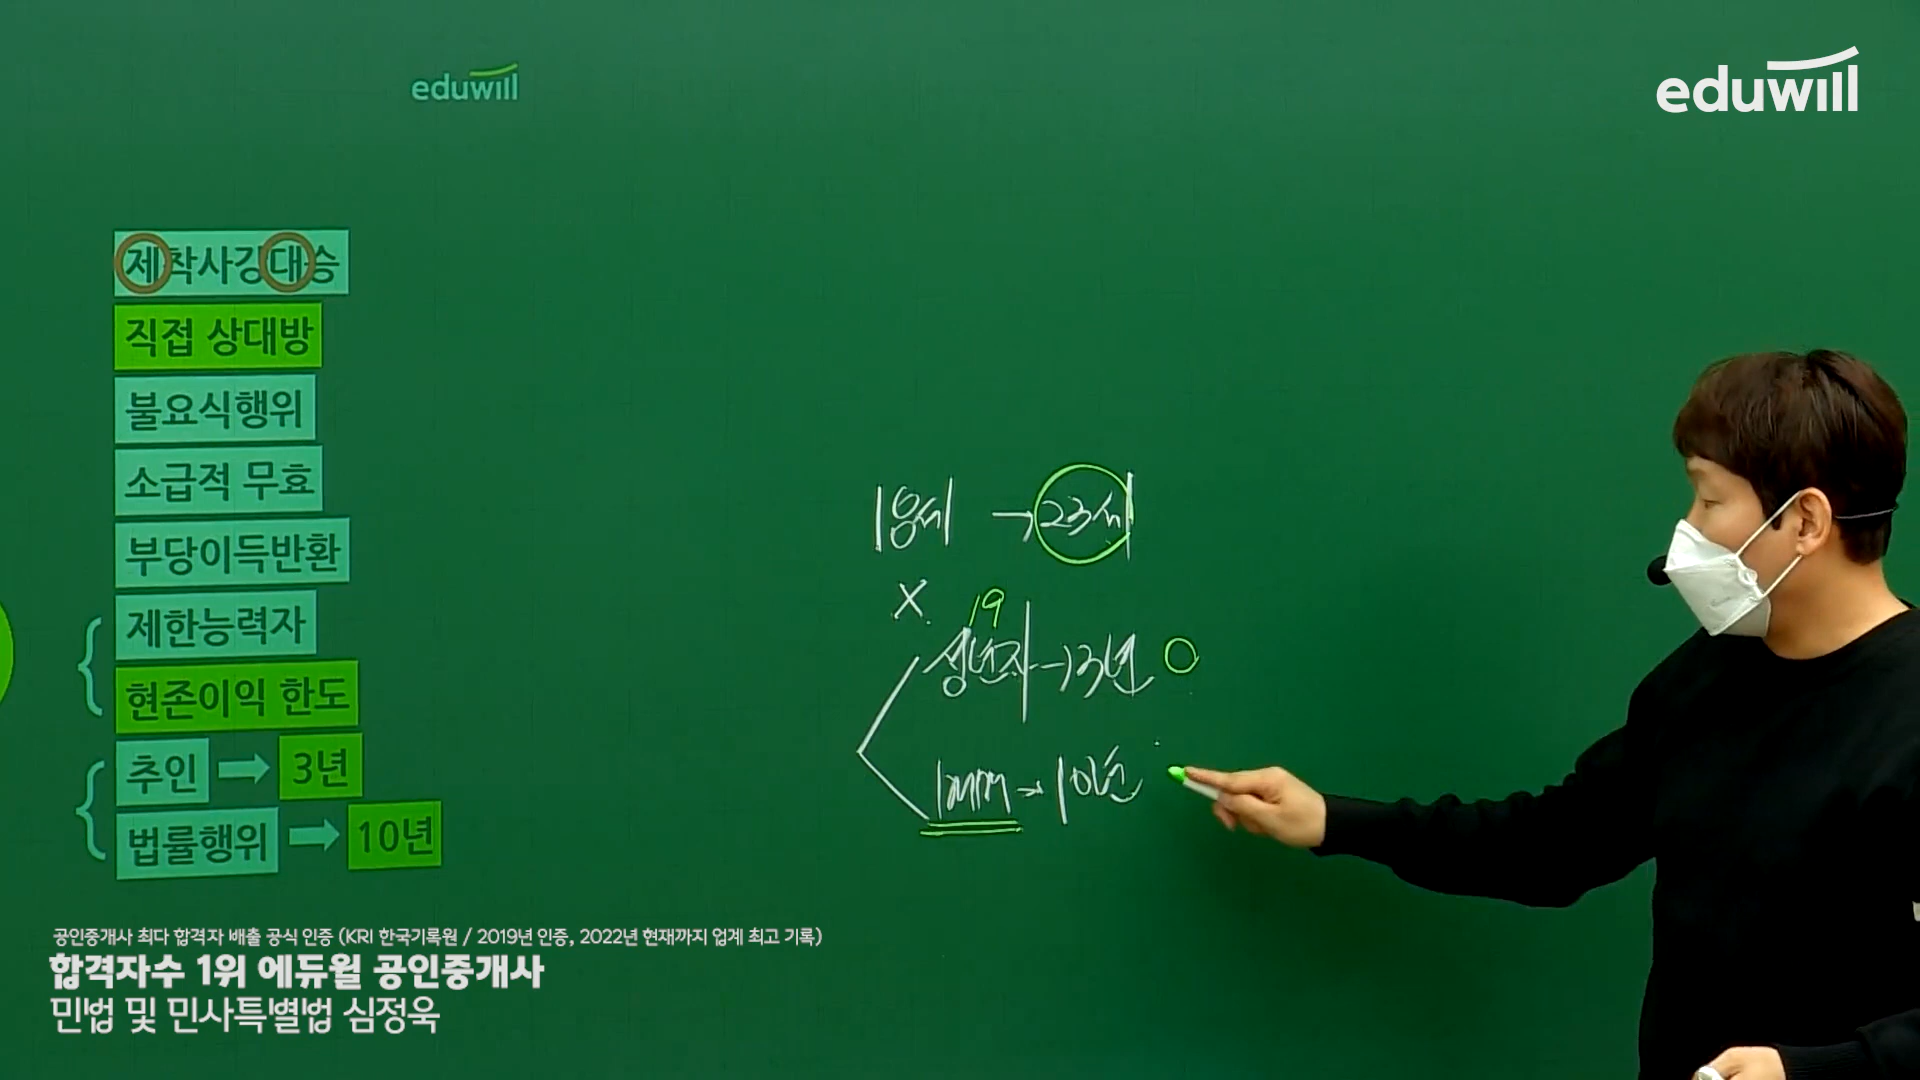 eduwill
eduwill
제착사강대승
직접 상대방
불요식행위
소급적 무효
부당이득반환
제한능력자
현존이익 한도
추인 → 3년
법률행위 → 10년
18세 → 23세
X
19
성년자 → 3년 ○
→ 10년
공인중개사 최다 합격자 배출 공식 인증 (KRI 한국기록원 / 2019년 인증, 2022년 현재까지 업계 최고 기록)
합격자수 1위 에듀윌 공인중개사
민법 및 민사특별법 심정욱